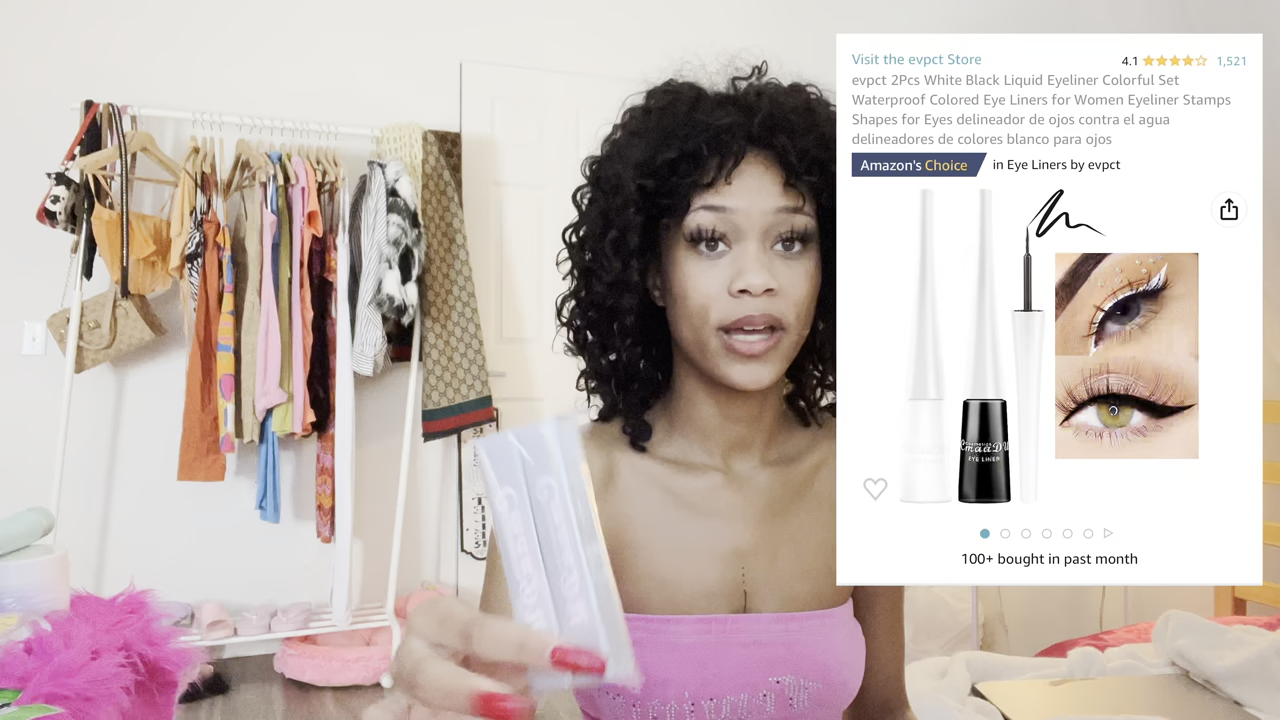 Visit the evpct Store
4.1 1,521
evpct 2Pcs White Black Liquid Eyeliner Colorful Set
Waterproof Colored Eye Liners for Women Eyeliner Stamps
Shapes for Eyes delineador de ojos contra el agua
delineadores de colores blanco para ojos
Amazon's Choice in Eye Liners by evpct
EYE LINER
100+ bought in past month